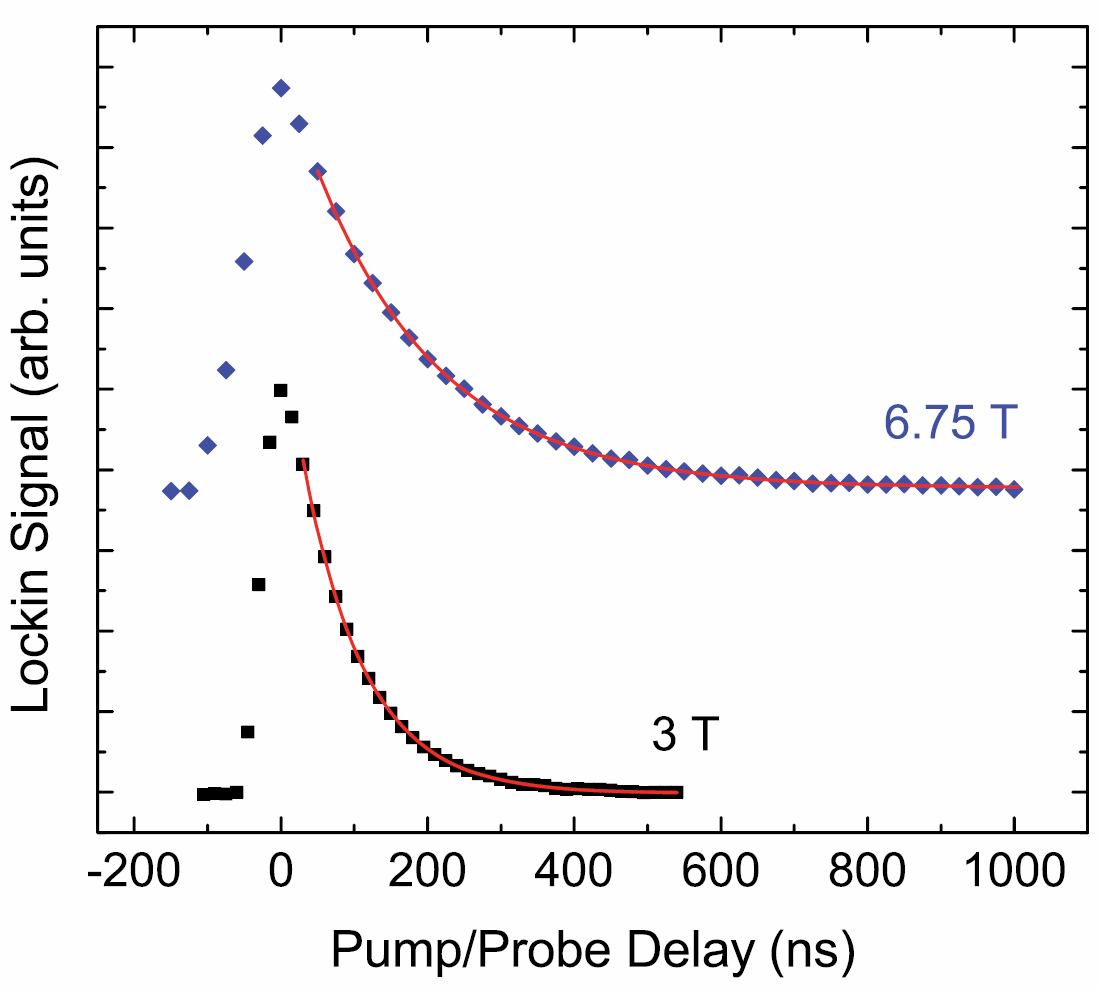 Lockin Signal (arb. units)
6.75 T
3 T
-200 0 200 400 600 800 1000
Pump/Probe Delay (ns)